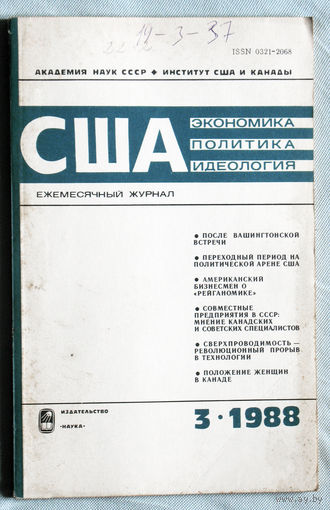 19-3-37
ISSN 0321-2068
АКАДЕМИЯ НАУК СССР ✦ ИНСТИТУТ США И КАНАДЫ
США
ЭКОНОМИКА
ПОЛИТИКА
ИДЕОЛОГИЯ
ЕЖЕМЕСЯЧНЫЙ ЖУРНАЛ
● ПОСЛЕ ВАШИНГТОНСКОЙ
ВСТРЕЧИ
● ПЕРЕХОДНЫЙ ПЕРИОД НА
ПОЛИТИЧЕСКОЙ АРЕНЕ США
● АМЕРИКАНСКИЙ
БИЗНЕСМЕН О
«РЕЙГАНОМИКЕ»
● СОВМЕСТНЫЕ
ПРЕДПРИЯТИЯ В СССР:
МНЕНИЕ КАНАДСКИХ
И СОВЕТСКИХ СПЕЦИАЛИСТОВ
● СВЕРХПРОВОДИМОСТЬ —
РЕВОЛЮЦИОННЫЙ ПРОРЫВ
В ТЕХНОЛОГИИ
● ПОЛОЖЕНИЕ ЖЕНЩИН
В КАНАДЕ
ИЗДАТЕЛЬСТВО
«НАУКА»
3 · 1988